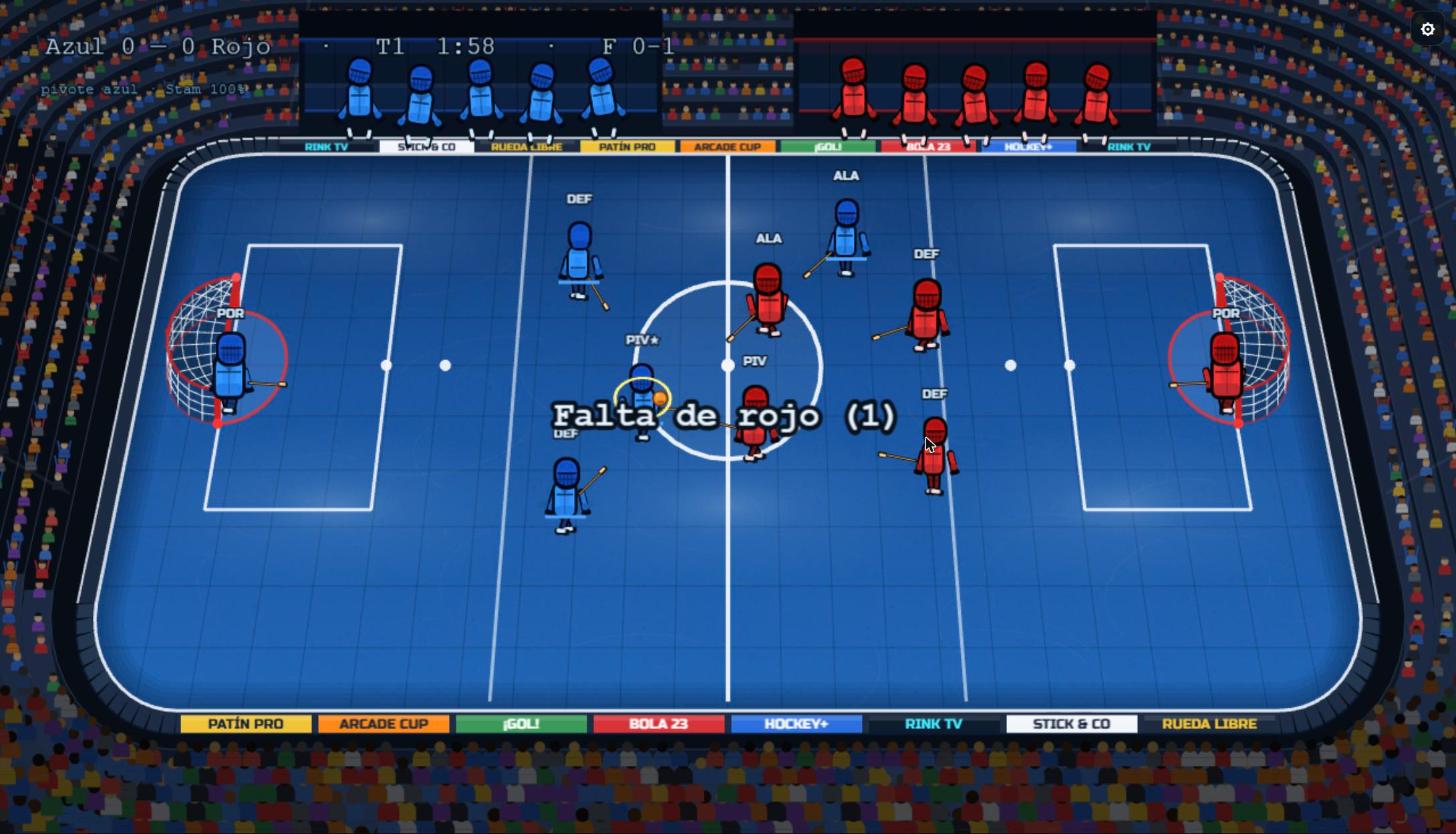 Azul 0 — 0 Rojo · T1 1:58 · F 0-1
pivote azul · Stam 100%
RINK TV STICK & CO RUEDA LIBRE PATÍN PRO ARCADE CUP ¡GOL! BOLA 23 HOCKEY+ RINK TV
ALA
DEF
ALA
DEF
POR
POR
PIV★
PIV
DEF
Falta de rojo (1)
DEF
PATÍN PRO ARCADE CUP ¡GOL! BOLA 23 HOCKEY+ RINK TV STICK & CO RUEDA LIBRE